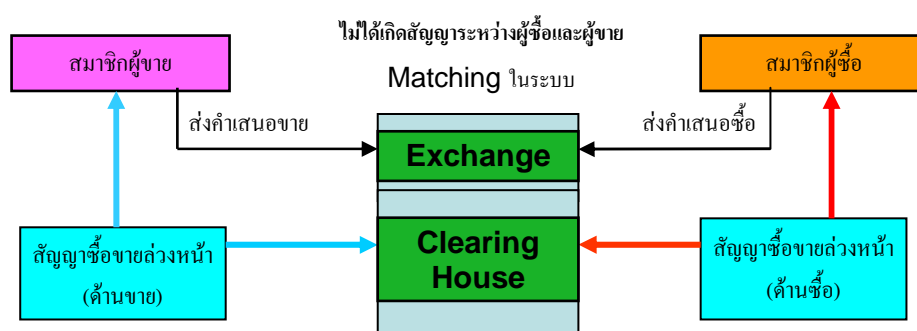 ไม่ได้เกิดสัญญาระหว่างผู้ซื้อและผู้ขาย
สมาชิกผู้ขาย
Matching ในระบบ
สมาชิกผู้ซื้อ
ส่งคำเสนอขาย
ส่งคำเสนอซื้อ
Exchange
สัญญาซื้อขายล่วงหน้า
(ด้านขาย)
Clearing
House
สัญญาซื้อขายล่วงหน้า
(ด้านซื้อ)